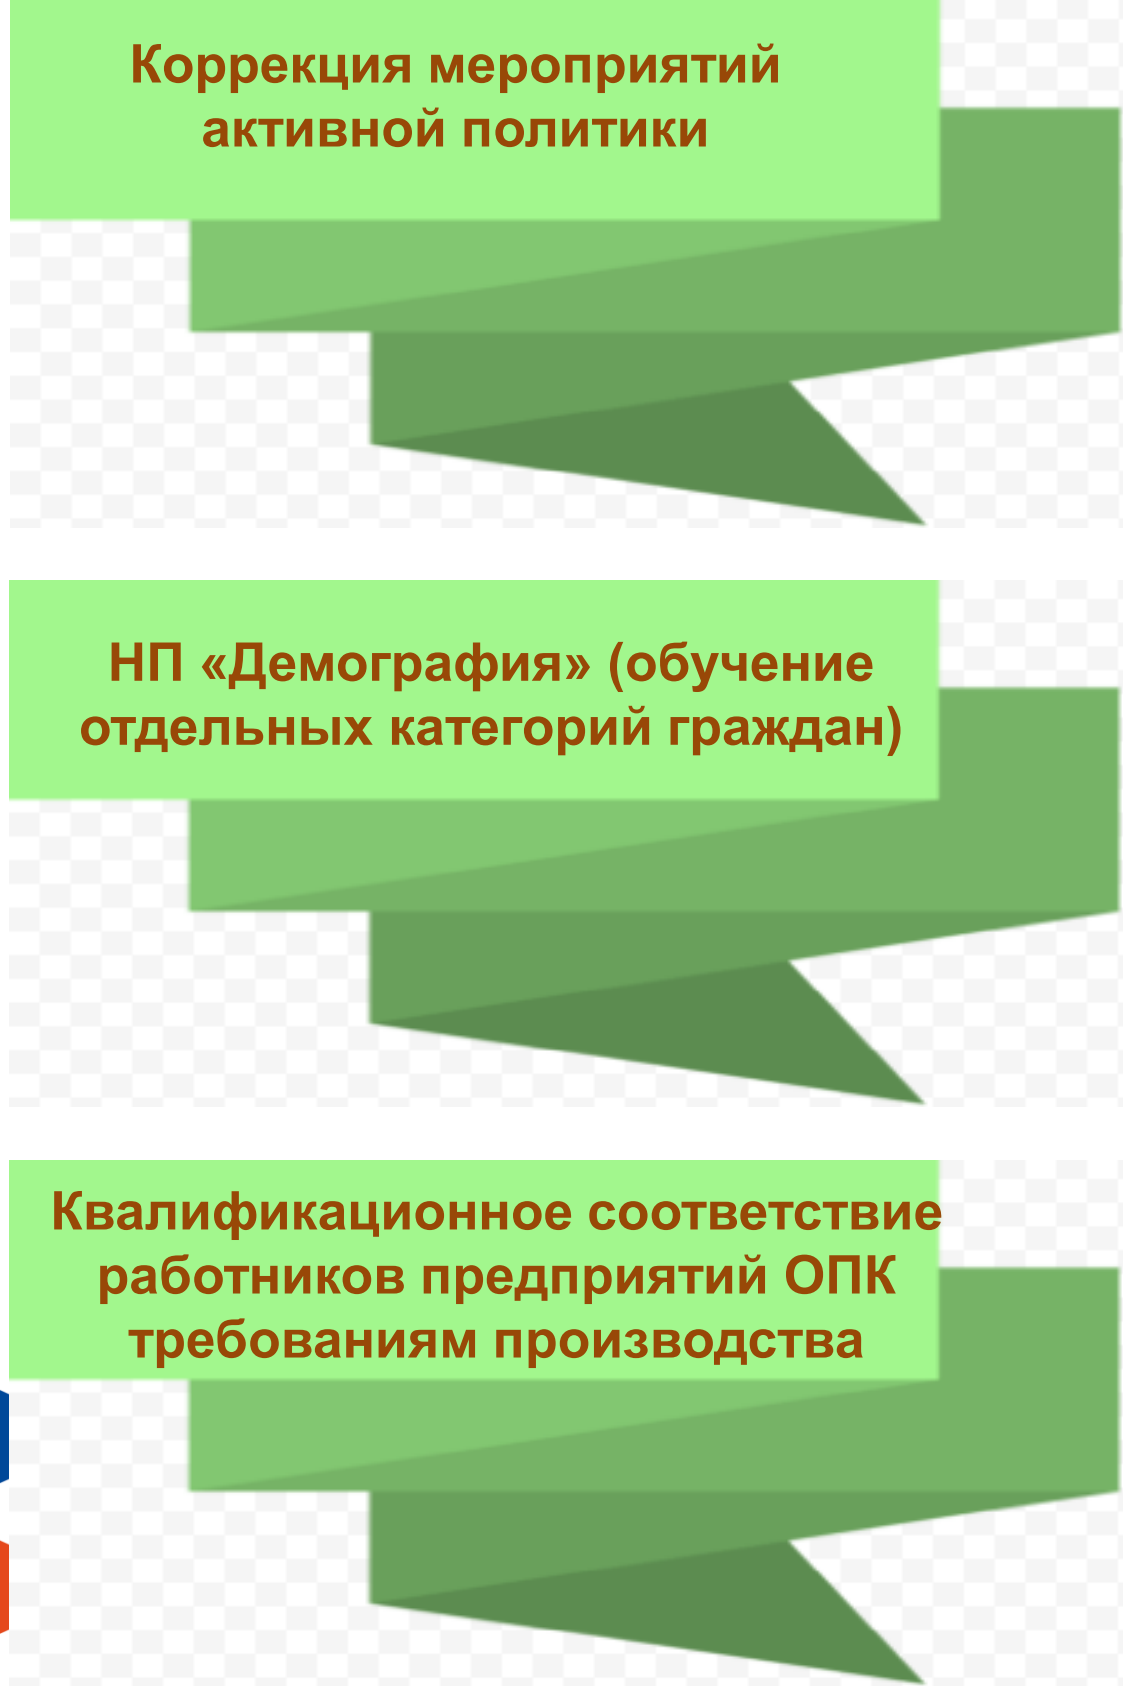 Коррекция мероприятий
активной политики
НП «Демография» (обучение
отдельных категорий граждан)
Квалификационное соответствие
работников предприятий ОПК
требованиям производства